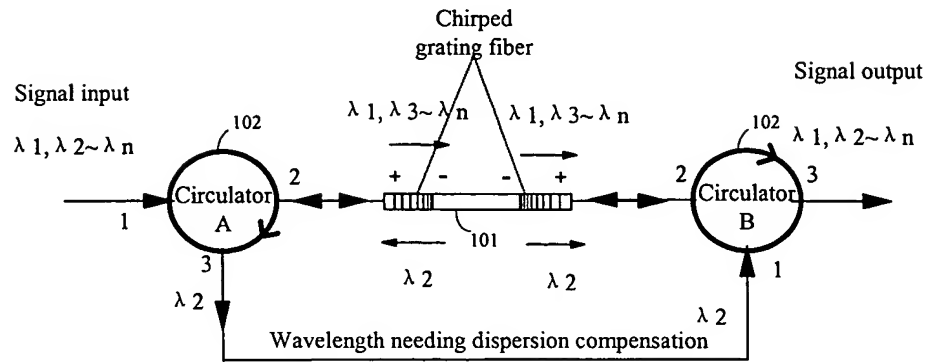 Chirped
grating fiber
Signal input
Signal output
λ 1, λ 3~ λ n
λ 1, λ 3~ λ n
λ 1, λ 2~ λ n
102
102
λ 1, λ 2~ λ n
+ - - +
2
2
3
Circulator
A
Circulator
B
1
101
3
1
λ 2
λ 2
λ 2
λ 2
Wavelength needing dispersion compensation